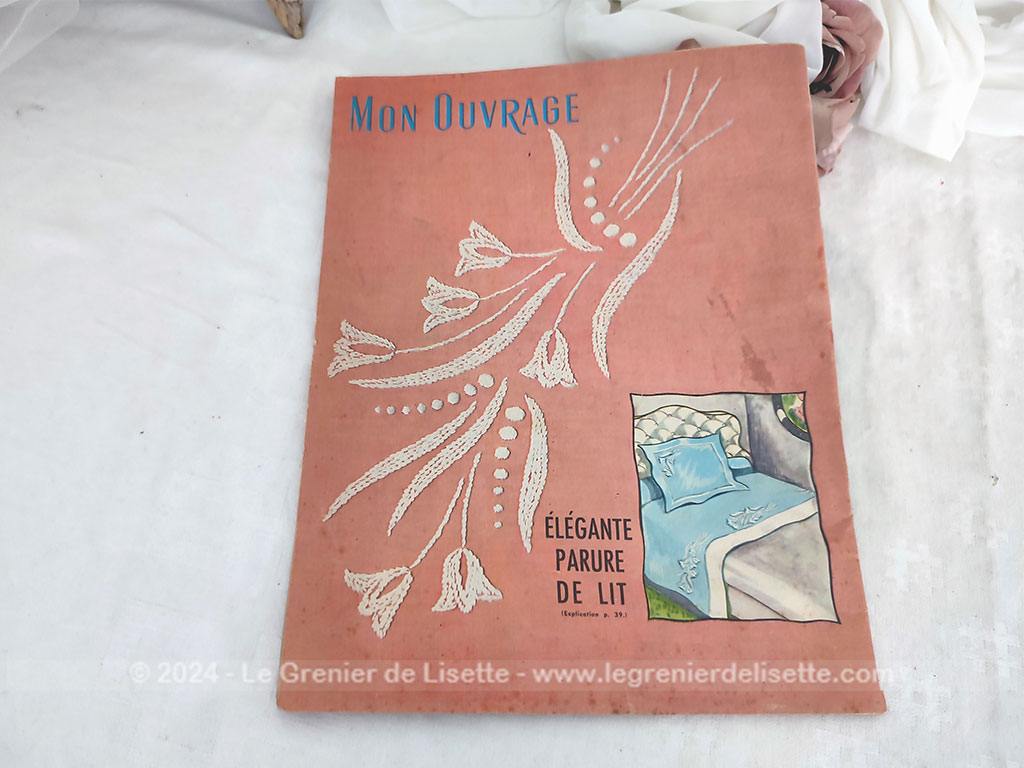 MON OUVRAGE
ÉLÉGANTE
PARURE
DE LIT
(Explication p. 39.)
© 2024 - Le Grenier de Lisette - www.legrenierdelisette.com